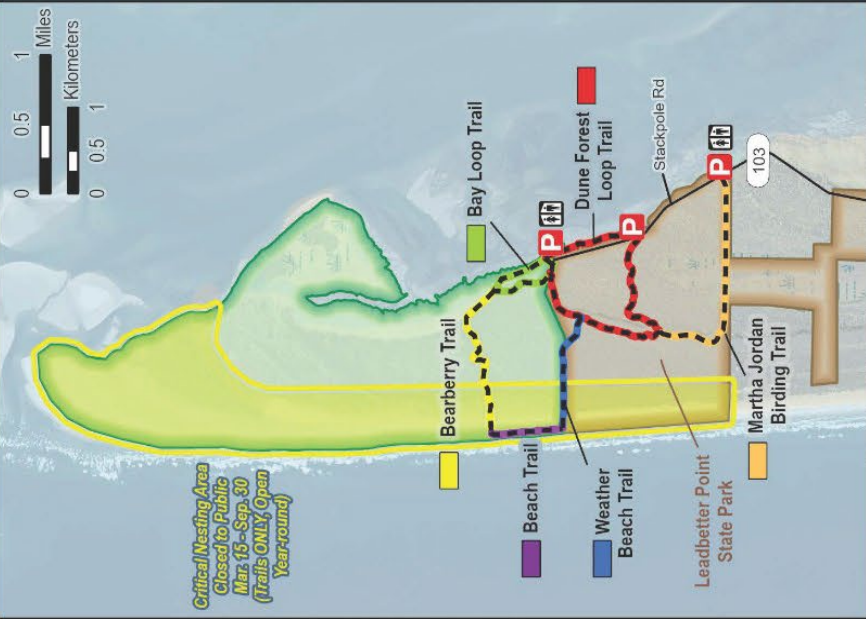 0 0.5 1
Miles
Kilometers
0 0.5 1
Critical Nesting Area
Closed to Public
Mar. 15 - Sep. 30
(Trails ONLY, Open
Year-round)
Bearberry Trail
Bay Loop Trail
Dune Forest
Loop Trail
Beach Trail
Weather
Beach Trail
Stackpole Rd
P
P
P
103
Leadbetter Point
State Park
Martha Jordan
Birding Trail